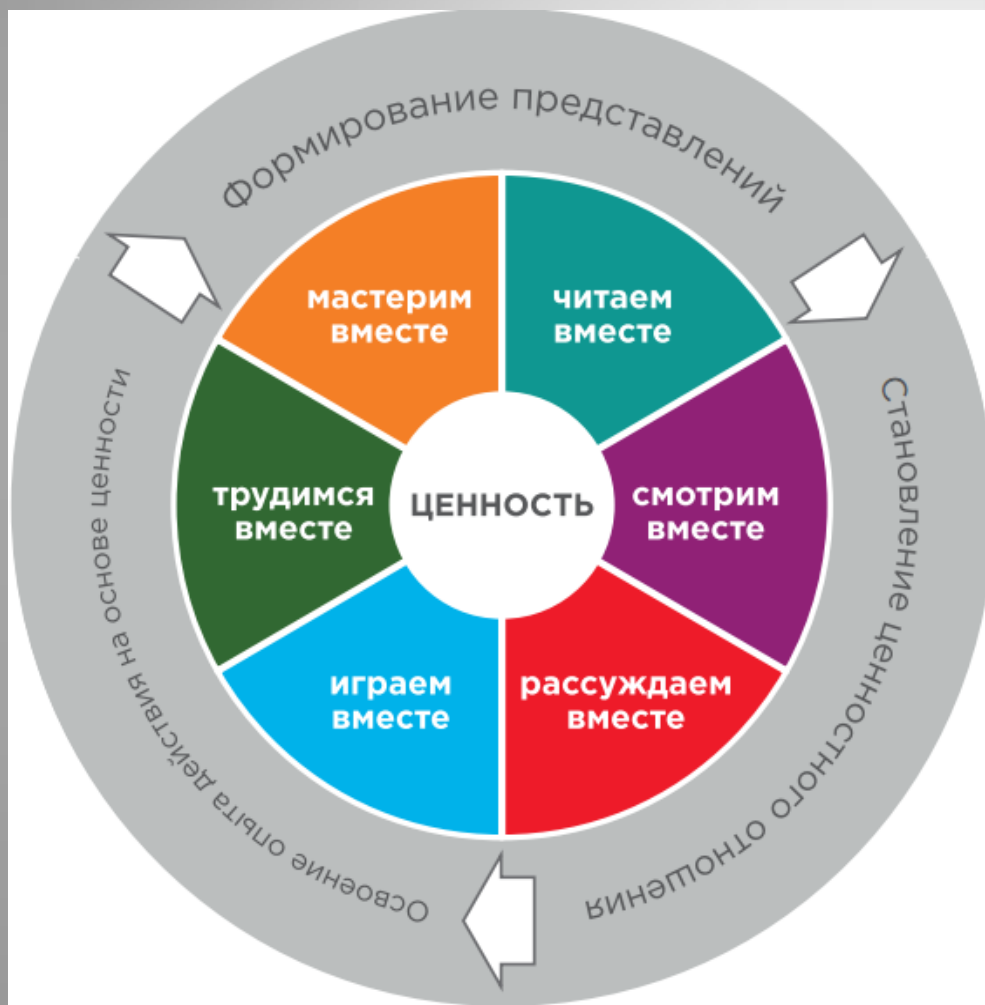 Формирование представлений
Становление ценностного отношения
Освоение опыта действия на основе ценности
мастерим
вместе
читаем
вместе
трудимся
вместе
ЦЕННОСТЬ
смотрим
вместе
играем
вместе
рассуждаем
вместе